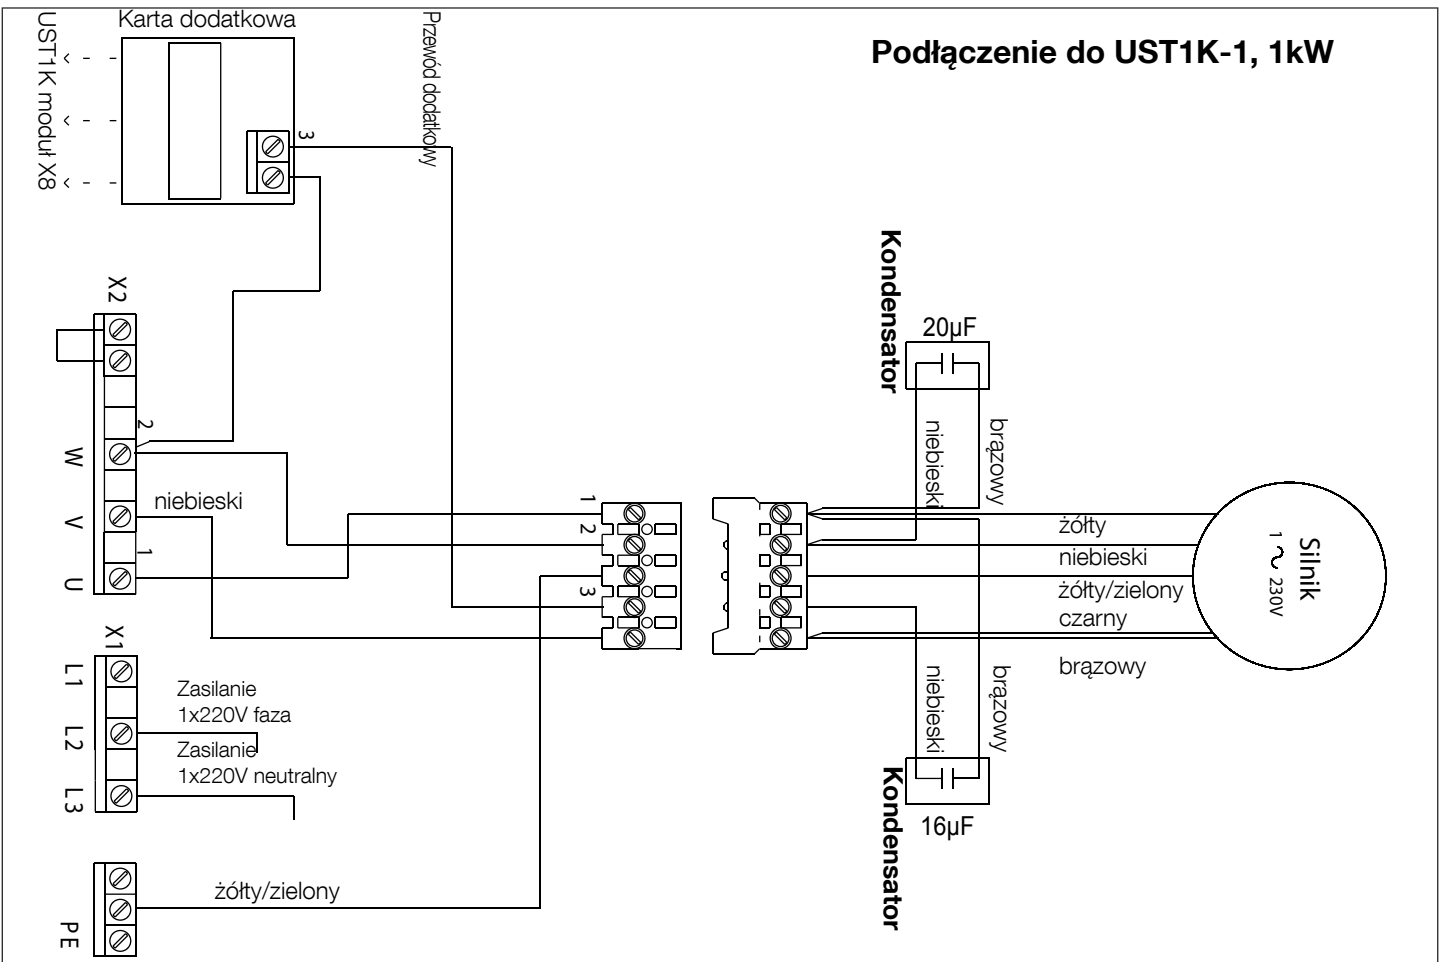 Podłączenie do UST1K-1, 1kW
Karta dodatkowa
UST1K moduł X8
Przewód dodatkowy
3
X2
2
W
V
niebieski
1
U
X1
L1
L2
L3
Zasilanie
1x220V faza
Zasilanie
1x220V neutralny
PE
żółty/zielony
1
2
3
Kondensator
20µF
niebieski
brązowy
żółty
niebieski
żółty/zielony
czarny
brązowy
Silnik
1 ~ 230V
niebieski
brązowy
Kondensator
16µF